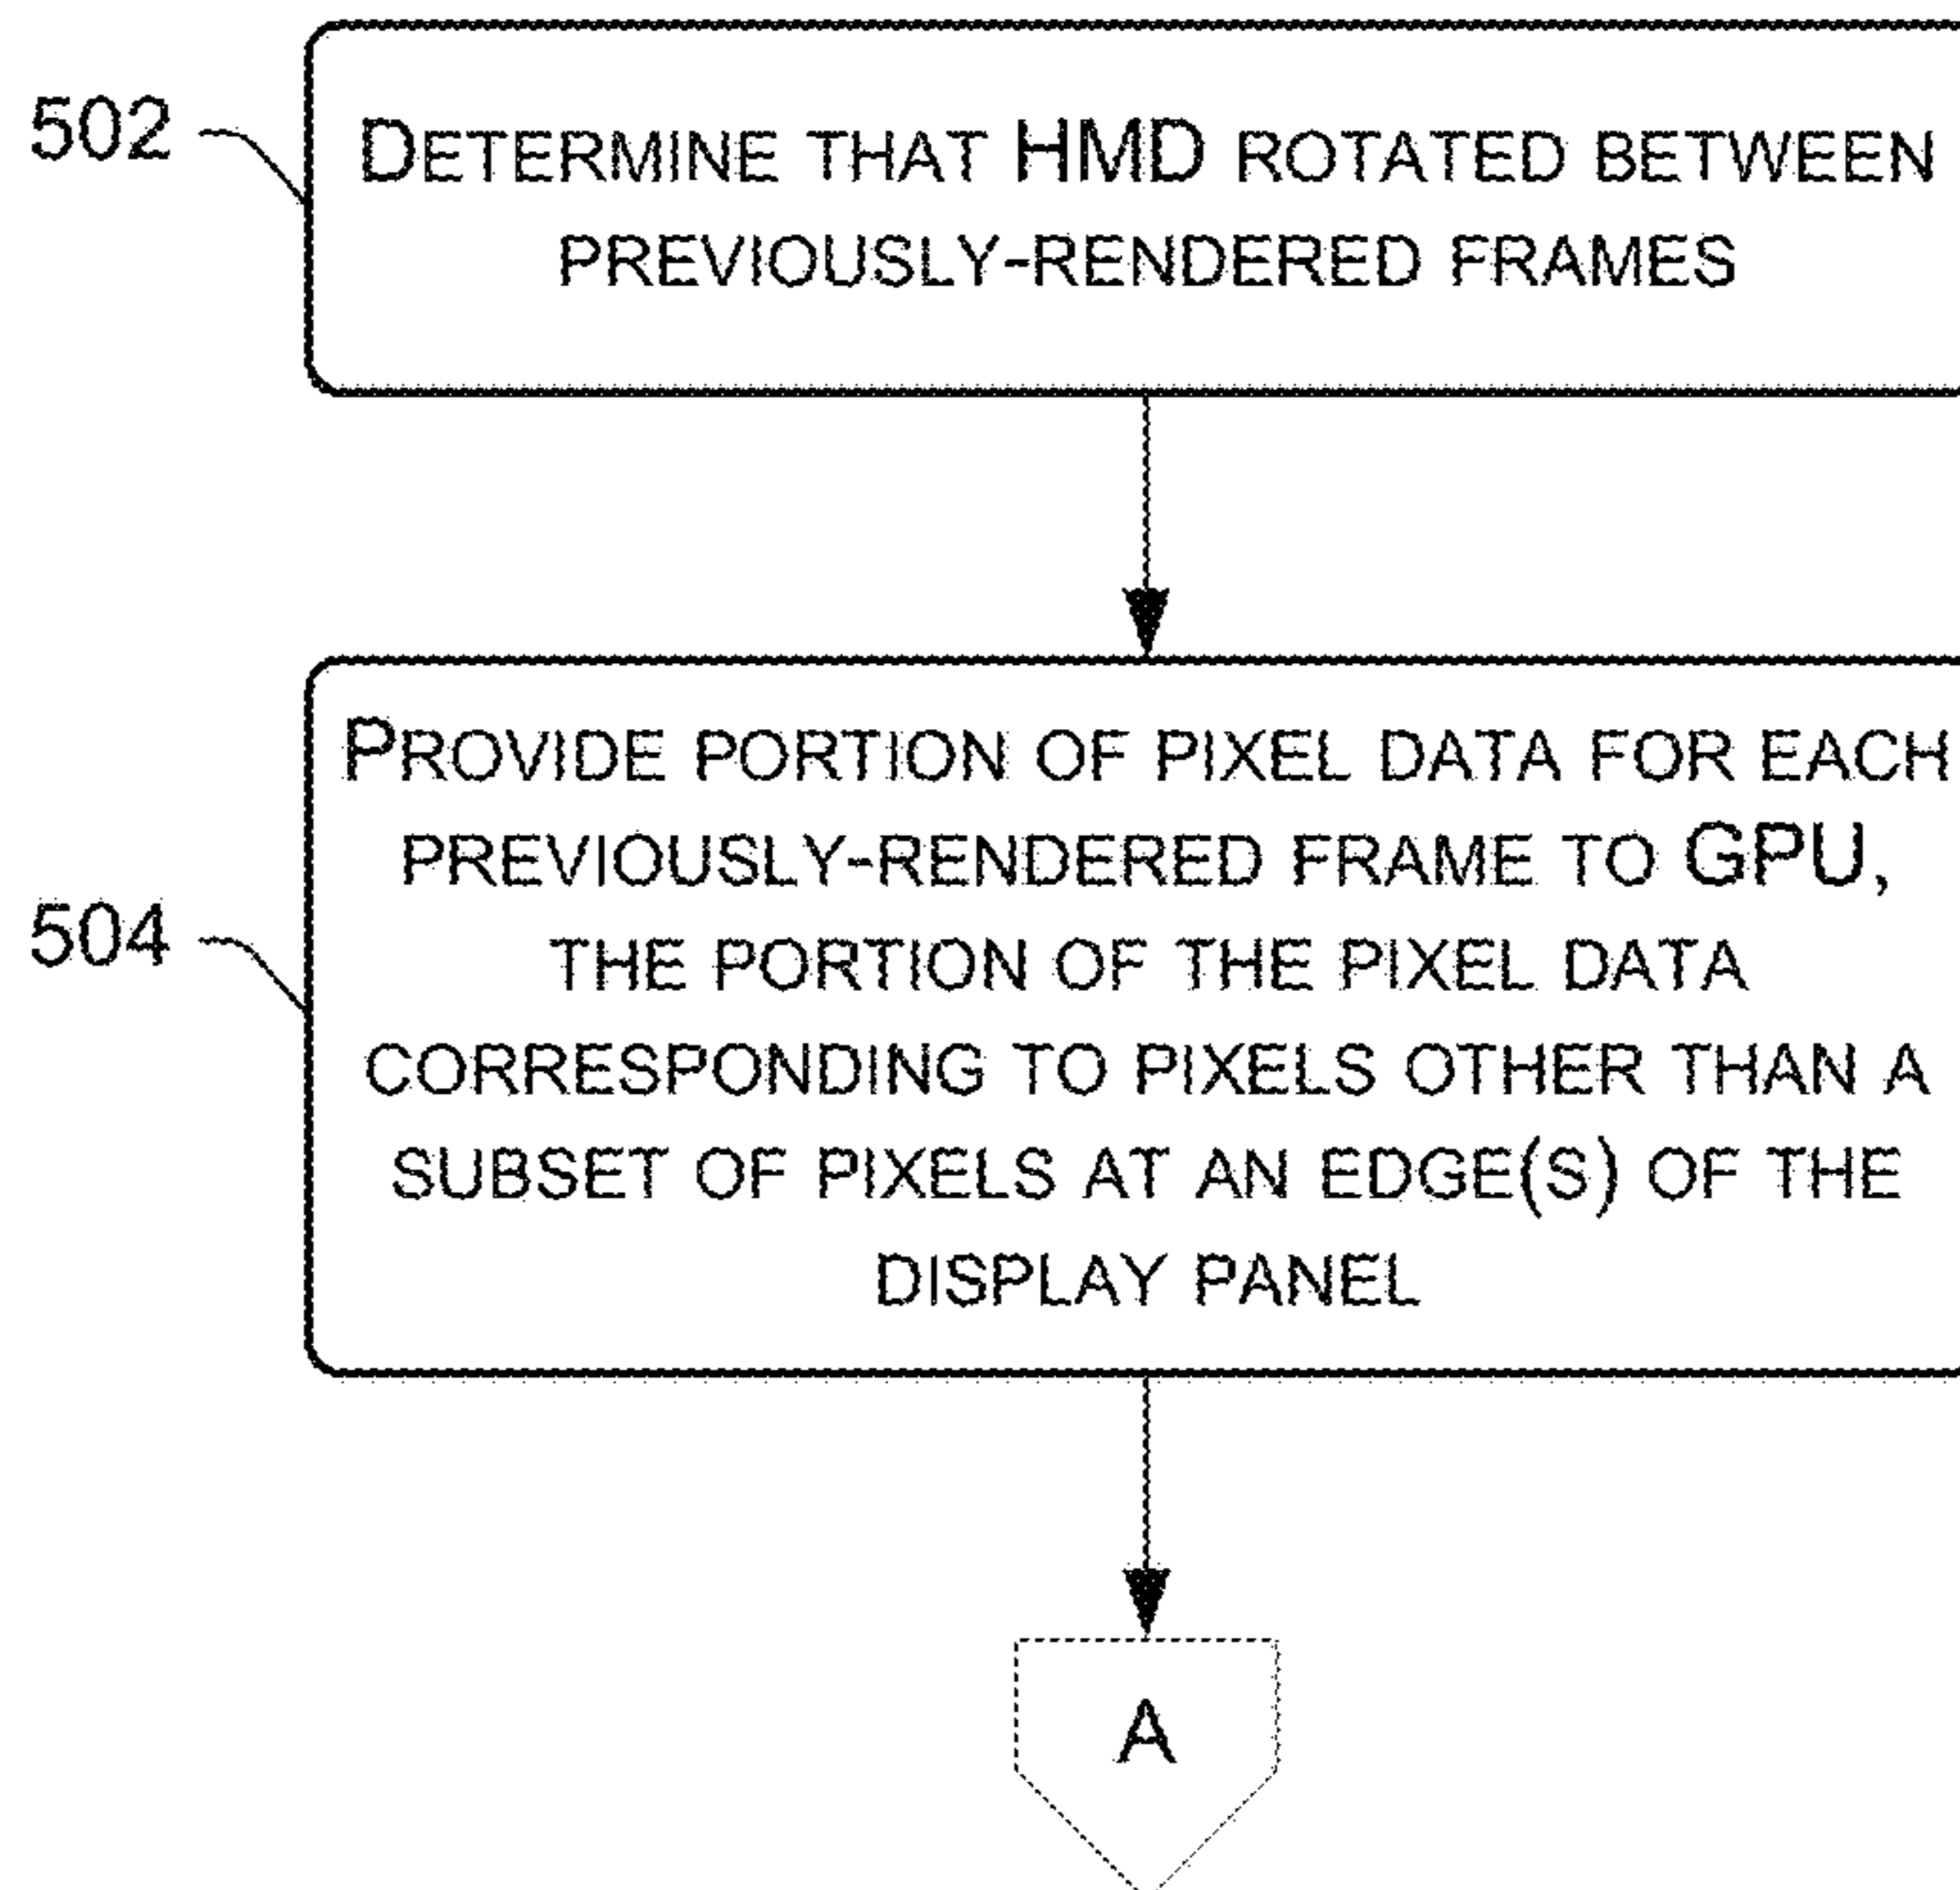 502
DETERMINE THAT HMD ROTATED BETWEEN
PREVIOUSLY-RENDERED FRAMES
504
PROVIDE PORTION OF PIXEL DATA FOR EACH
PREVIOUSLY-RENDERED FRAME TO GPU,
THE PORTION OF THE PIXEL DATA
CORRESPONDING TO PIXELS OTHER THAN A
SUBSET OF PIXELS AT AN EDGE(S) OF THE
DISPLAY PANEL
A